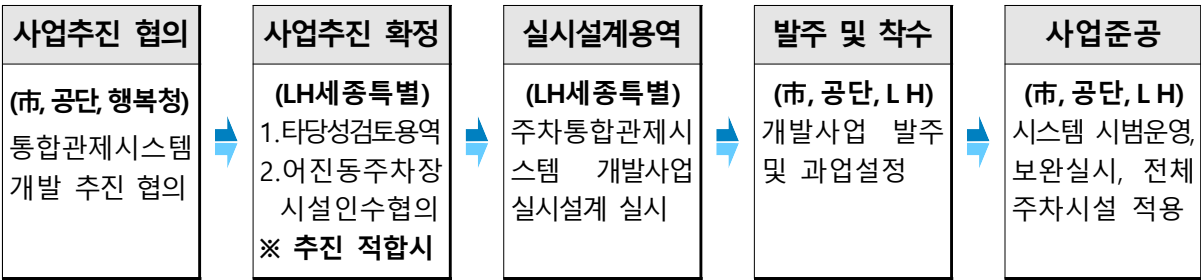 사업추진 협의
(市, 공단, 행복청)
통합관제시스템
개발 추진 협의
사업추진 확정
(LH세종특별)
1.타당성검토용역
2.어진동주차장
시설인수협의
※ 추진 적합시
실시설계용역
(LH세종특별)
주차통합관제시
스템 개발사업
실시설계 실시
발주 및 착수
(市, 공단, L H)
개발사업 발주
및 과업설정
사업준공
(市, 공단, L H)
시스템 시범운영,
보완실시, 전체
주차시설 적용